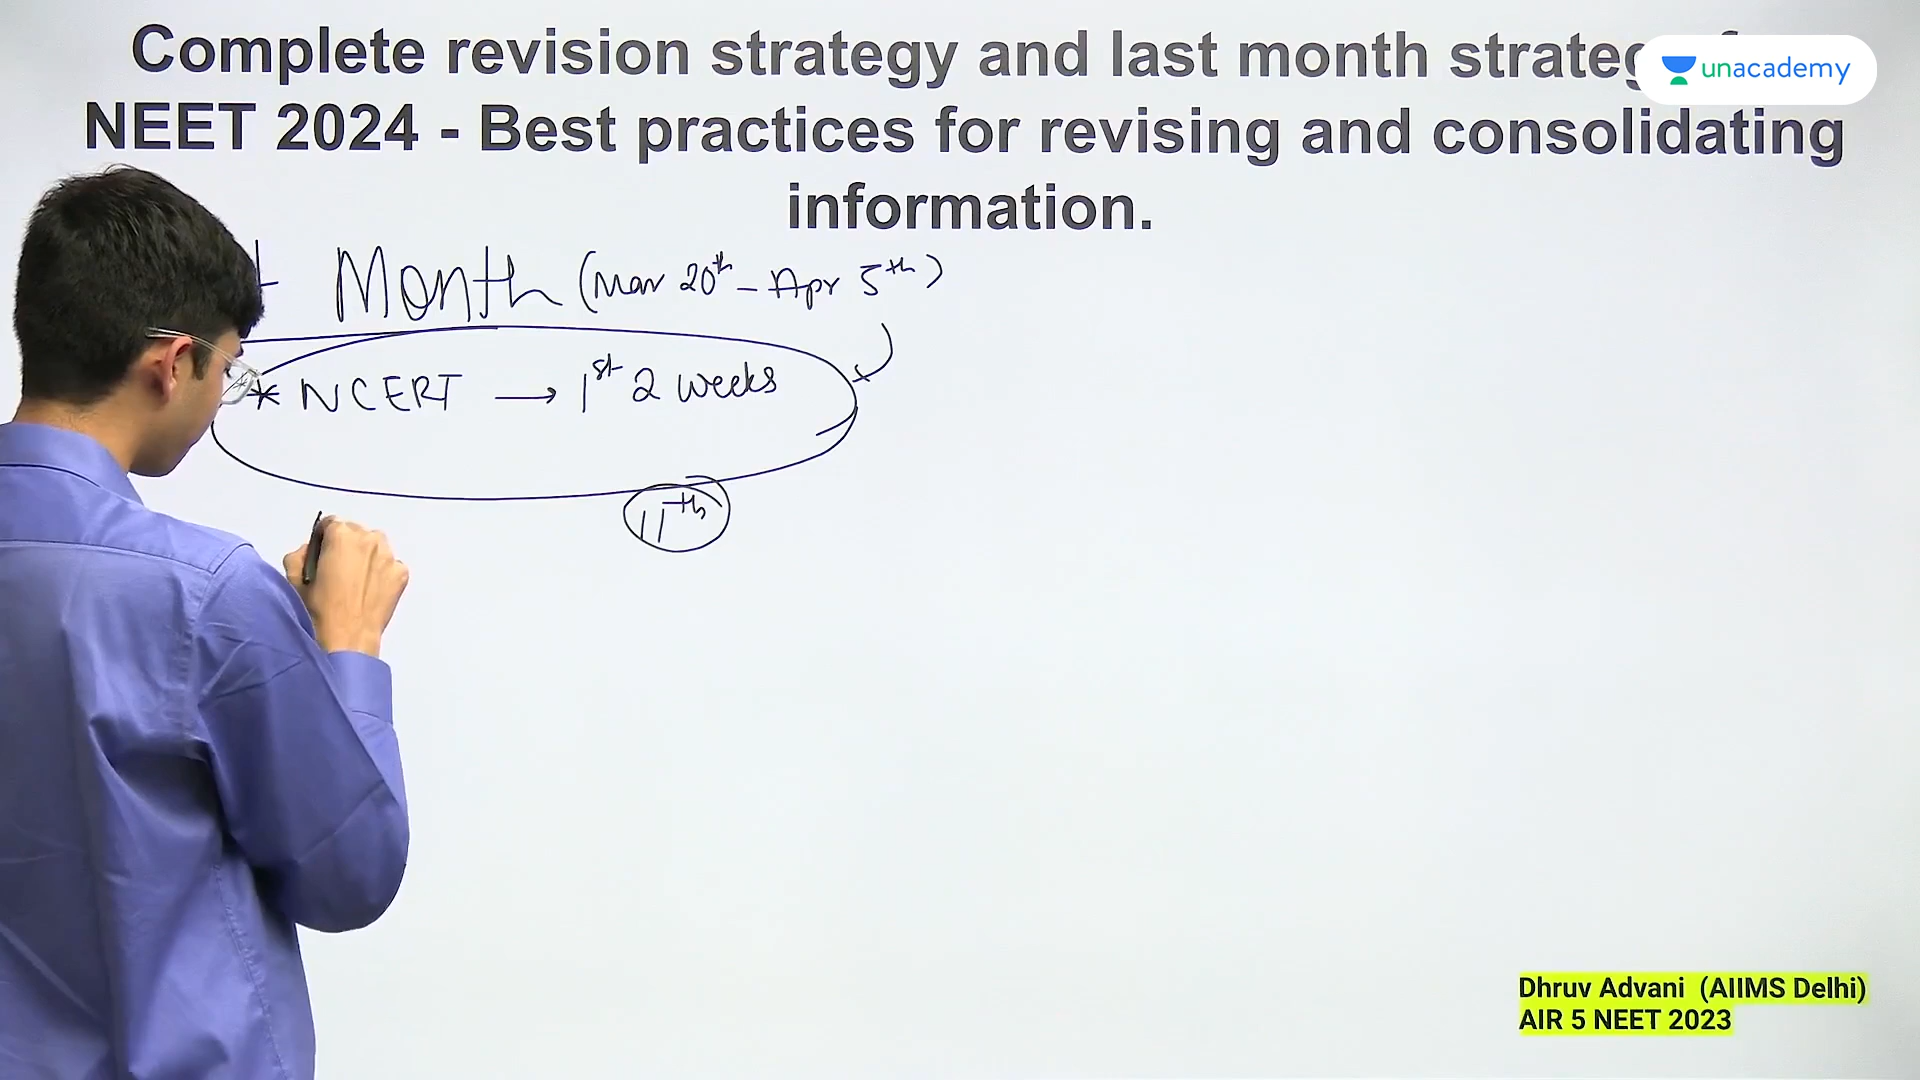 Complete revision strategy and last month strateg
unacademy
NEET 2024 - Best practices for revising and consolidating
information.
Month (Mar 20th - Apr 5th)
* NCERT → 1st 2 weeks
11th
Dhruv Advani (AIIMS Delhi)
AIR 5 NEET 2023